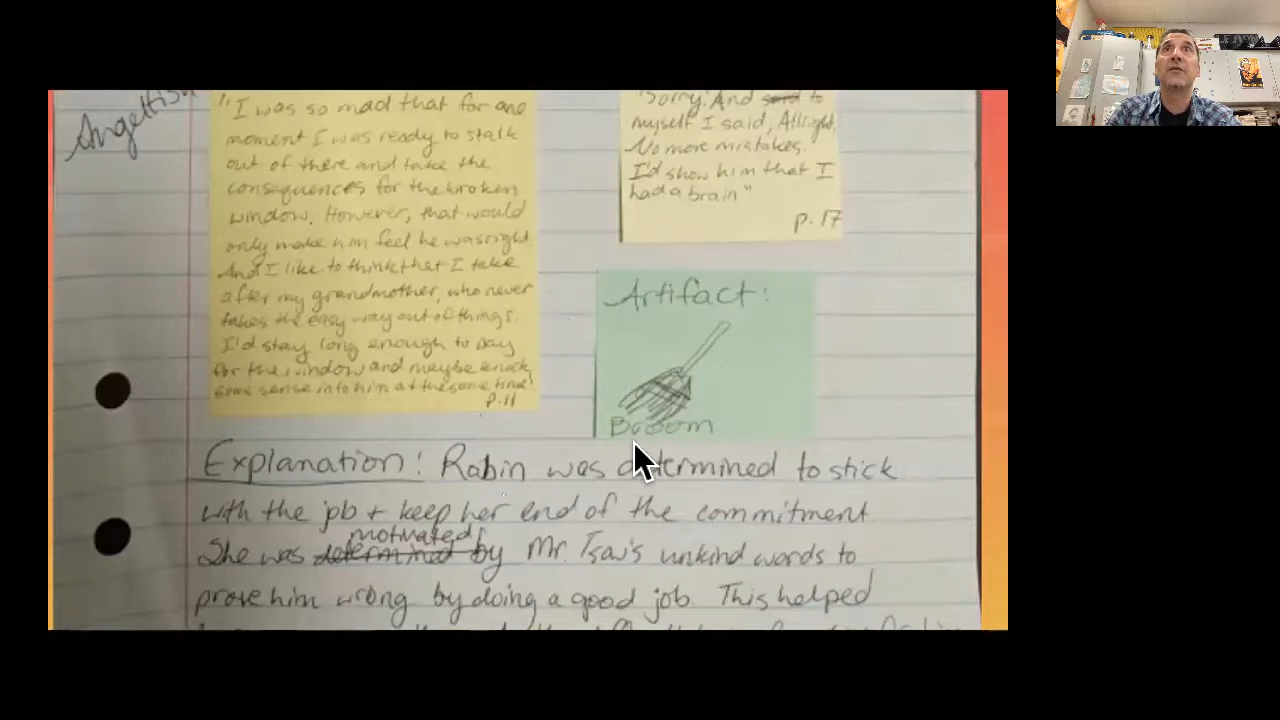 "I was so mad that for one
moment I was ready to stalk
out of there and take the
consequences for the broken
window. However, that would
only make him feel he was right.
And I like to think that I take
after my grandmother, who never
takes the easy way out of things.
I'd stay long enough to pay
for the window and maybe knock
some sense into him at the same time"
p. 11
"Sorry." And said to
myself I said, Allright.
No more mistakes.
I'd show him that I
had a brain"
p. 17
Artifact:
Broom
Explanation: Robin was determined to stick
with the job + keep her end of the commitment
She was determined motivated by Mr. Tsai's unkind words to
prove him wrong by doing a good job. This helped